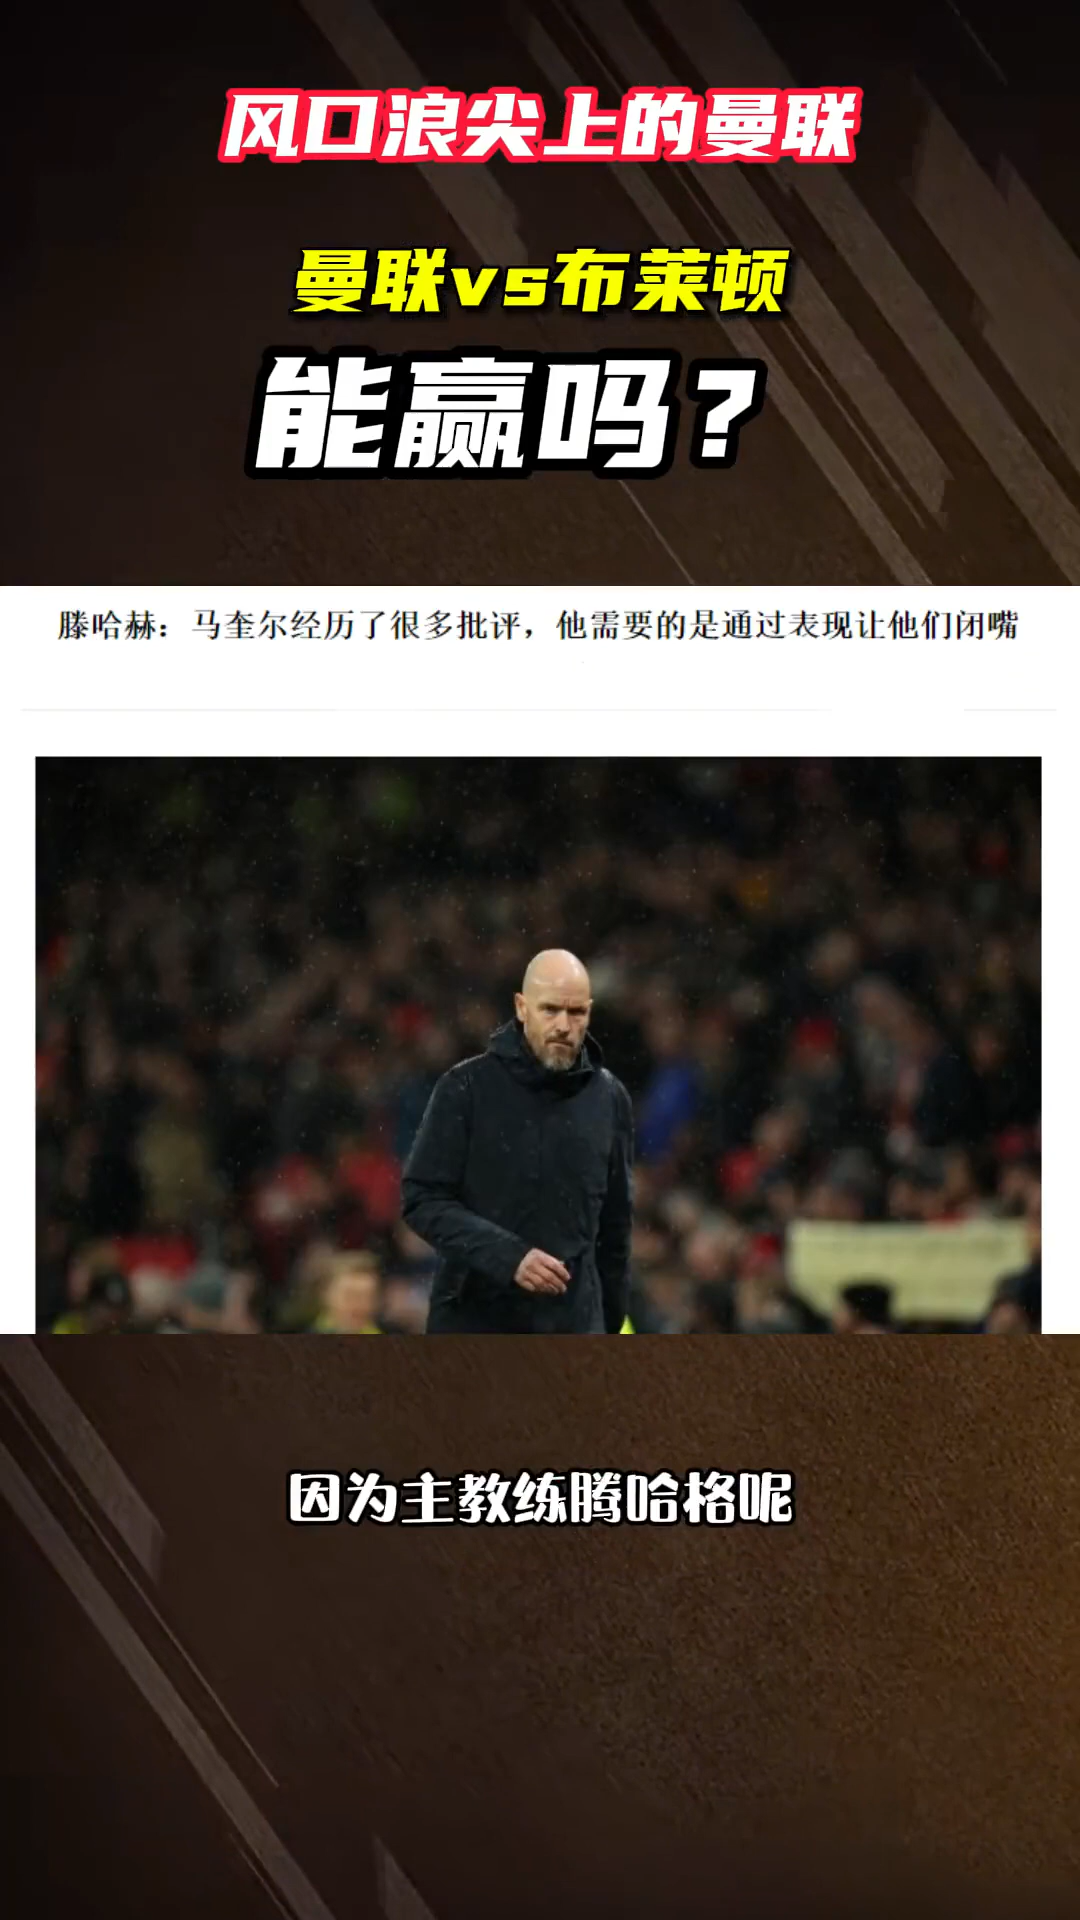 风口浪尖上的曼联
曼联vs布莱顿
能赢吗?
滕哈赫：马奎尔经历了很多批评，他需要的是通过表现让他们闭嘴
因为主教练腾哈格呢